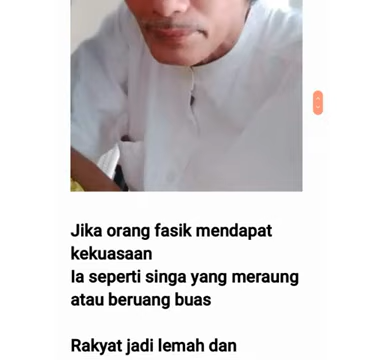 Jika orang fasik mendapat
kekuasaan
Ia seperti singa yang meraung
atau beruang buas
Rakyat jadi lemah dan